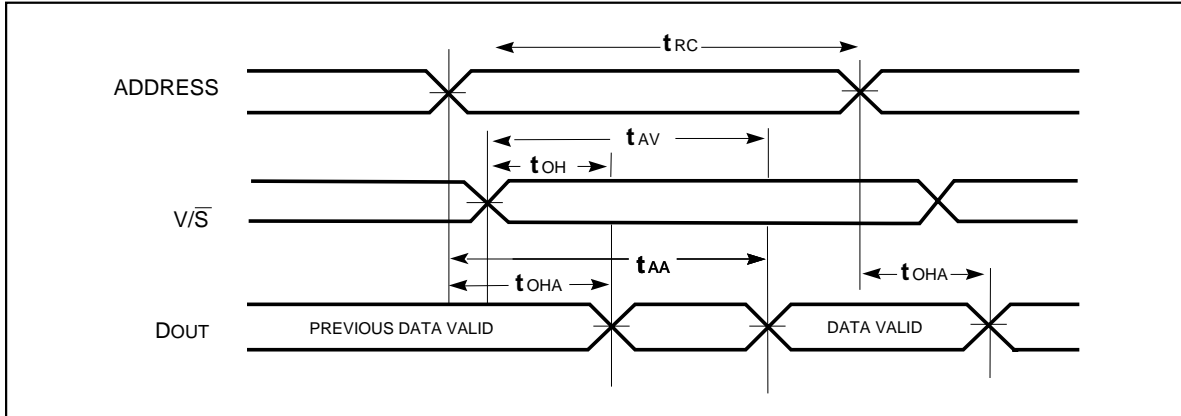 tRC
ADDRESS
tAV
tOH
V/S̅
tAA
tOHA
tOHA
DOUT
PREVIOUS DATA VALID
DATA VALID